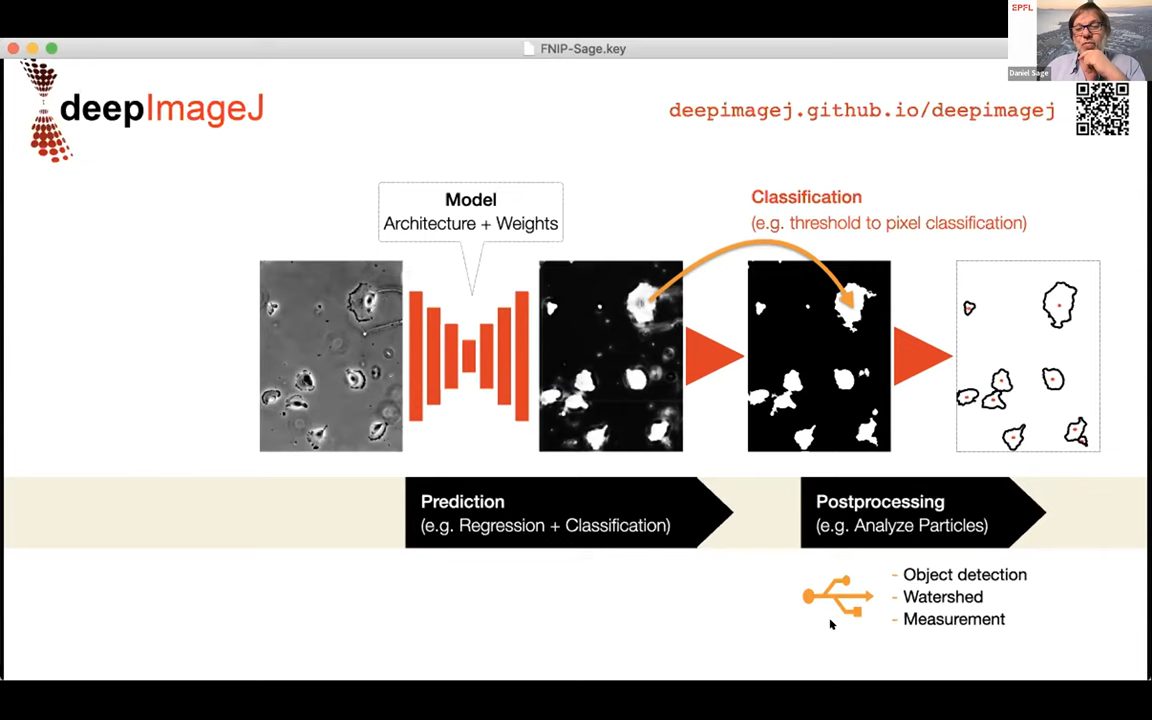 FNIP-Sage.key
EPFL
Daniel Sage
deepImageJ
deepimagej.github.io/deepimagej
Model
Architecture + Weights
Classification
(e.g. threshold to pixel classification)
Prediction
(e.g. Regression + Classification)
Postprocessing
(e.g. Analyze Particles)
- Object detection
- Watershed
- Measurement